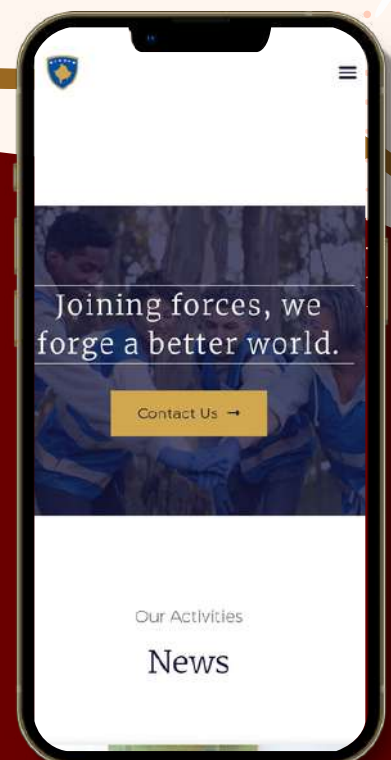 Joining forces, we
forge a better world.
Contact Us →
Our Activities
News